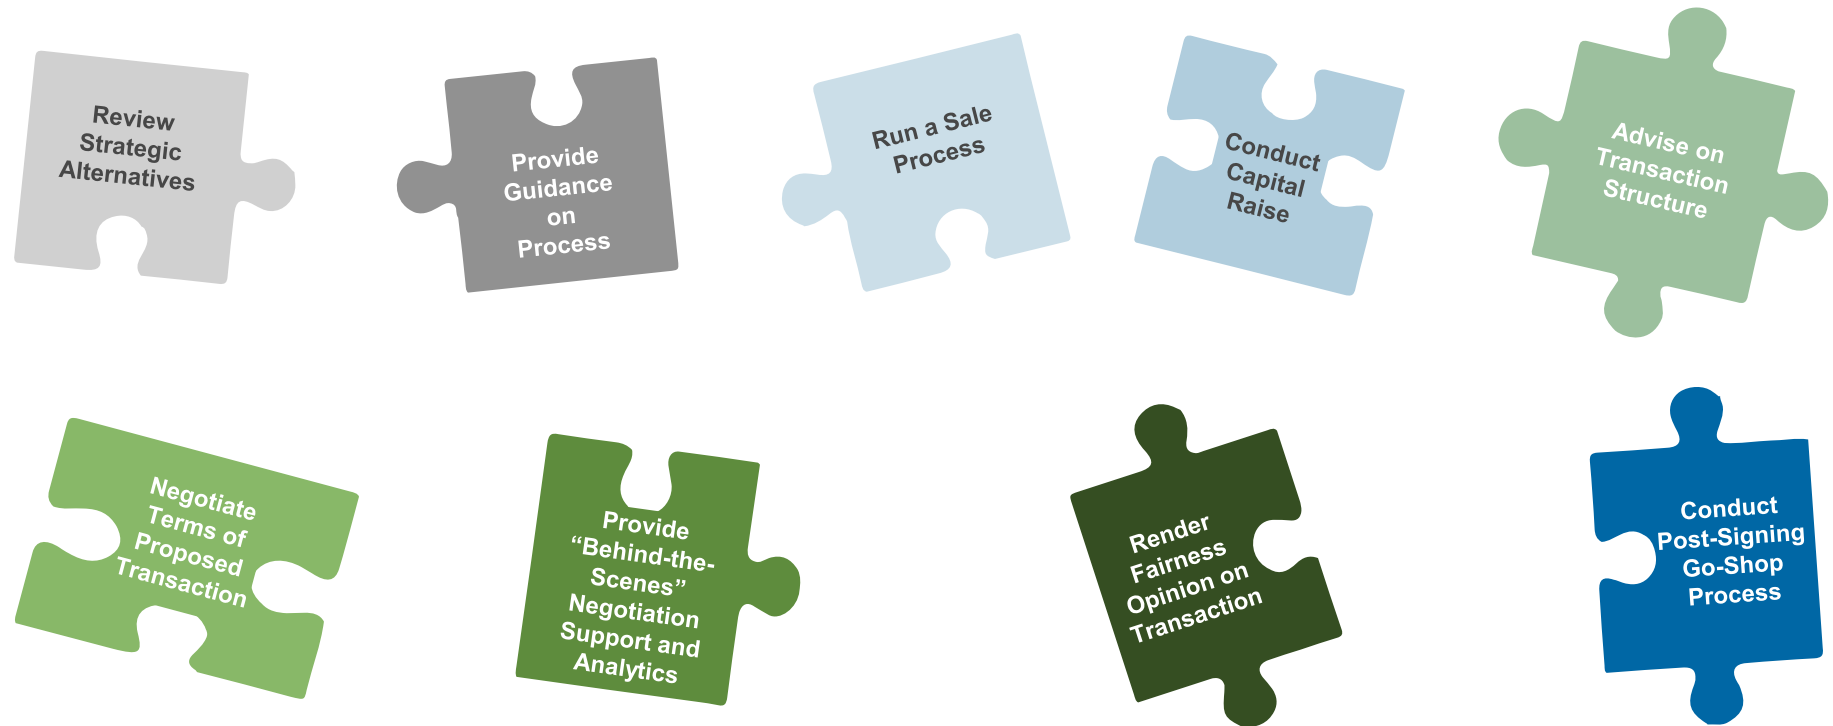 Review
Strategic
Alternatives
Provide
Guidance
on
Process
Run a Sale
Process
Conduct
Capital
Raise
Advise on
Transaction
Structure
Negotiate
Terms of
Proposed
Transaction
Provide
“Behind-the-
Scenes”
Negotiation
Support and
Analytics
Render
Fairness
Opinion on
Transaction
Conduct
Post-Signing
Go-Shop
Process